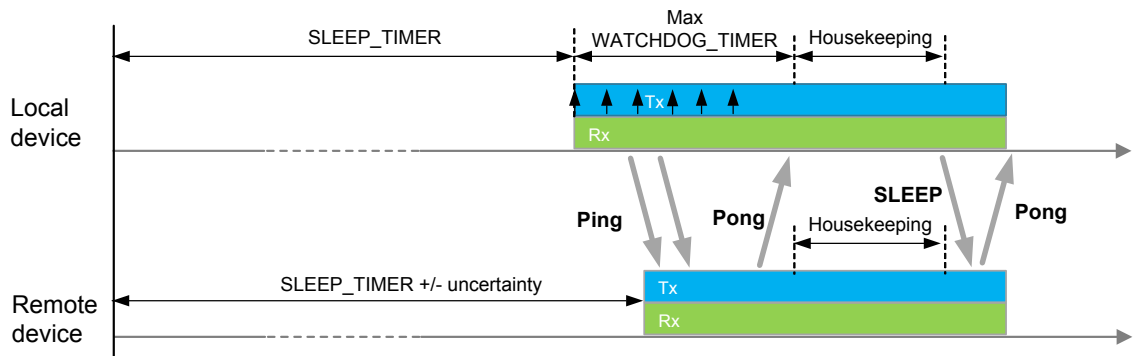 Max
SLEEP_TIMER
WATCHDOG_TIMER
Housekeeping
Local
device
Tx
Rx
Ping
Pong
SLEEP
Pong
Housekeeping
SLEEP_TIMER +/- uncertainty
Remote
device
Tx
Rx